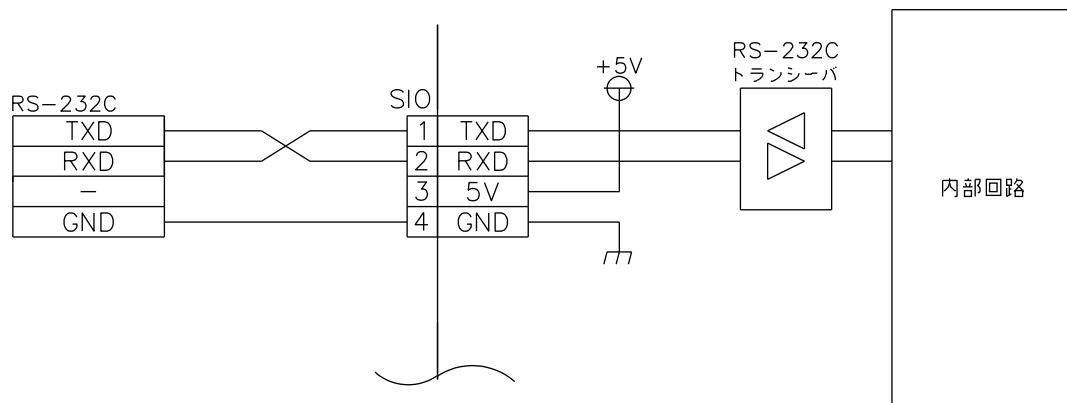 RS-232C
トランシーバ
+5V
SIO
RS-232C
TXD
RXD
-
GND
1 TXD
2 RXD
3 5V
4 GND
内部回路